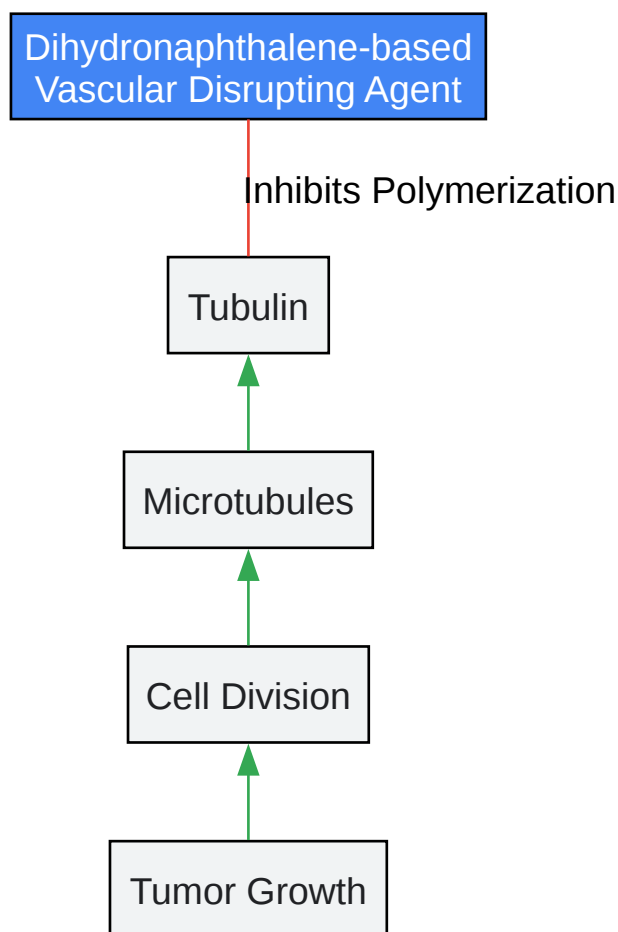 Dihydronaphthalene-based
Vascular Disrupting Agent
Inhibits Polymerization
Tubulin
Microtubules
Cell Division
Tumor Growth